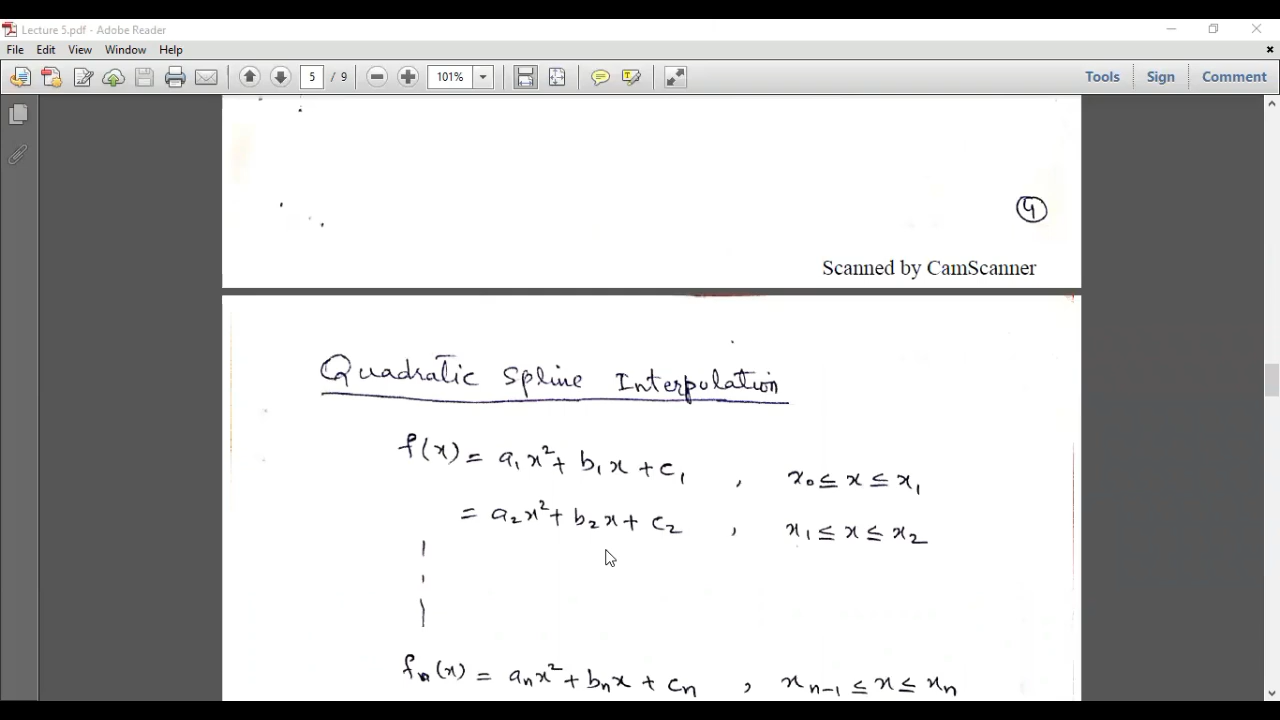 Lecture 5.pdf - Adobe Reader
File Edit View Window Help
5 / 9 101% Tools Sign Comment
4
Scanned by CamScanner
Quadratic Spline Interpolation
f(x) = a₁x² + b₁x + c₁ , x₀ ≤ x ≤ x₁
= a₂x² + b₂x + c₂ , x₁ ≤ x ≤ x₂
fₙ(x) = aₙx² + bₙx + cₙ , xₙ₋₁ ≤ x ≤ xₙ